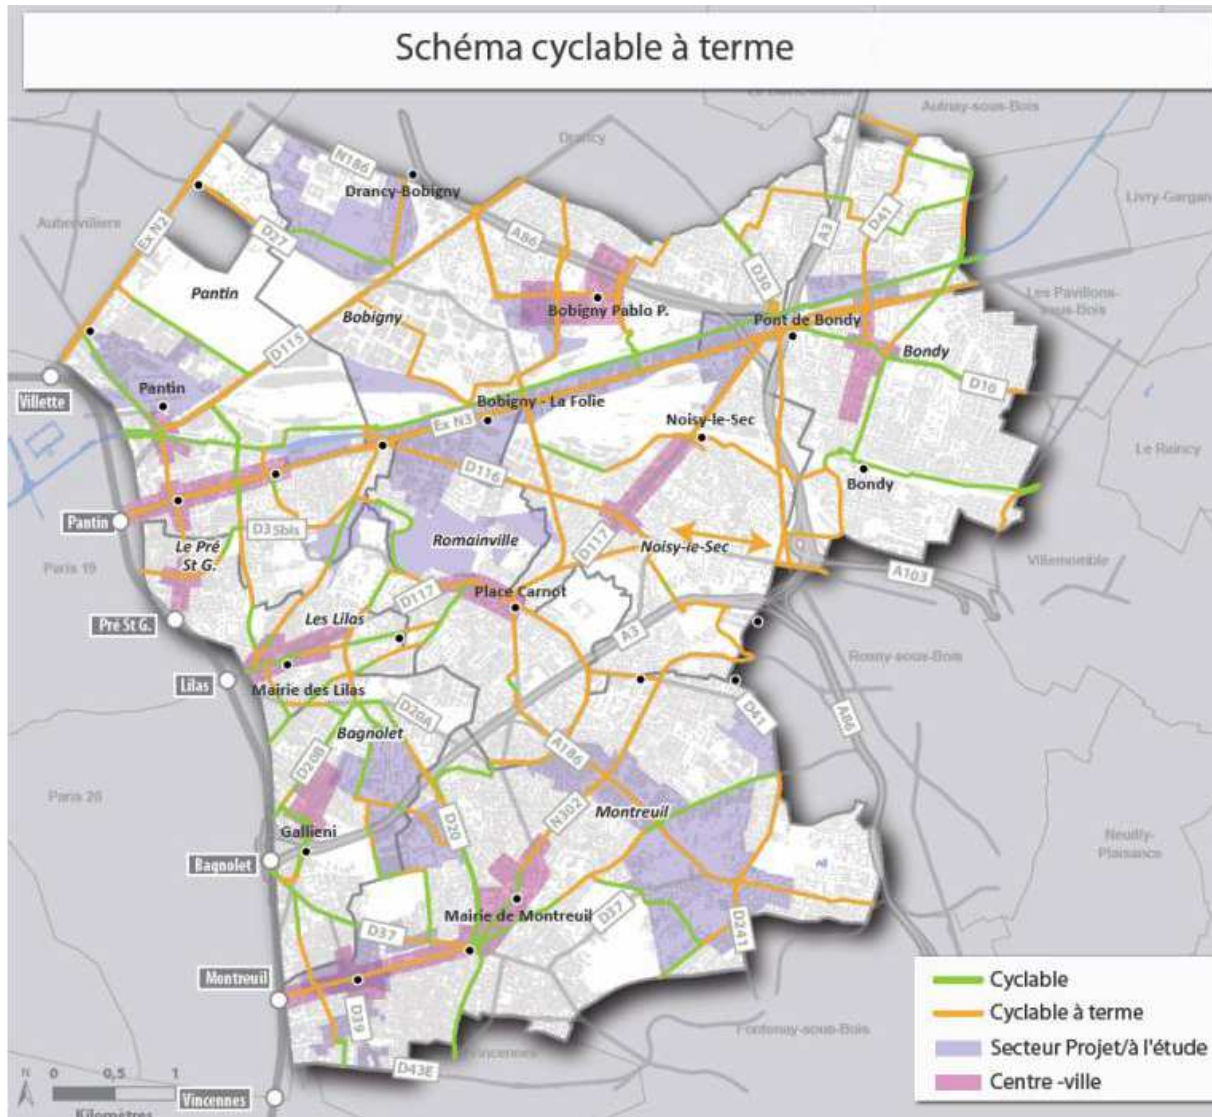 Schéma cyclable à terme
Aulnay-sous-Bois
Drancy
N186
Drancy-Bobigny
A3
D41
Livry-Gargan
Aubervilliers
Ex N2
D27
A86
D30
Pantin
Bobigny
Bobigny Pablo P.
Les Pavillons-
sous-Bois
Pont de Bondy
D115
Bondy
Villette
Pantin
D10
Bobigny - La Folie
Ex N3
Noisy-le-Sec
Le Raincy
D116
Bondy
Pantin
D35bis
D117
Le Pré
St G.
Romainville
Noisy-le-Sec
Paris 19
Villemomble
A103
D117
Place Carnot
Pré St G.
Les Lilas
A3
Rosny-sous-Bois
Lilas
Mairie des Lilas
D20A
D41
A86
Bagnolet
A186
D20B
Paris 20
Montreuil
N302
D20
Gallieni
Neuilly-
Plaisance
Bagnolet
Mairie de Montreuil
D37
D37
D241
Montreuil
Cyclable
D39
Cyclable à terme
Fontenay-sous-Bois
Secteur Projet/à l'étude
Vincennes
D43E
N
0 0,5 1
Centre -ville
Vincennes
Kilomètres